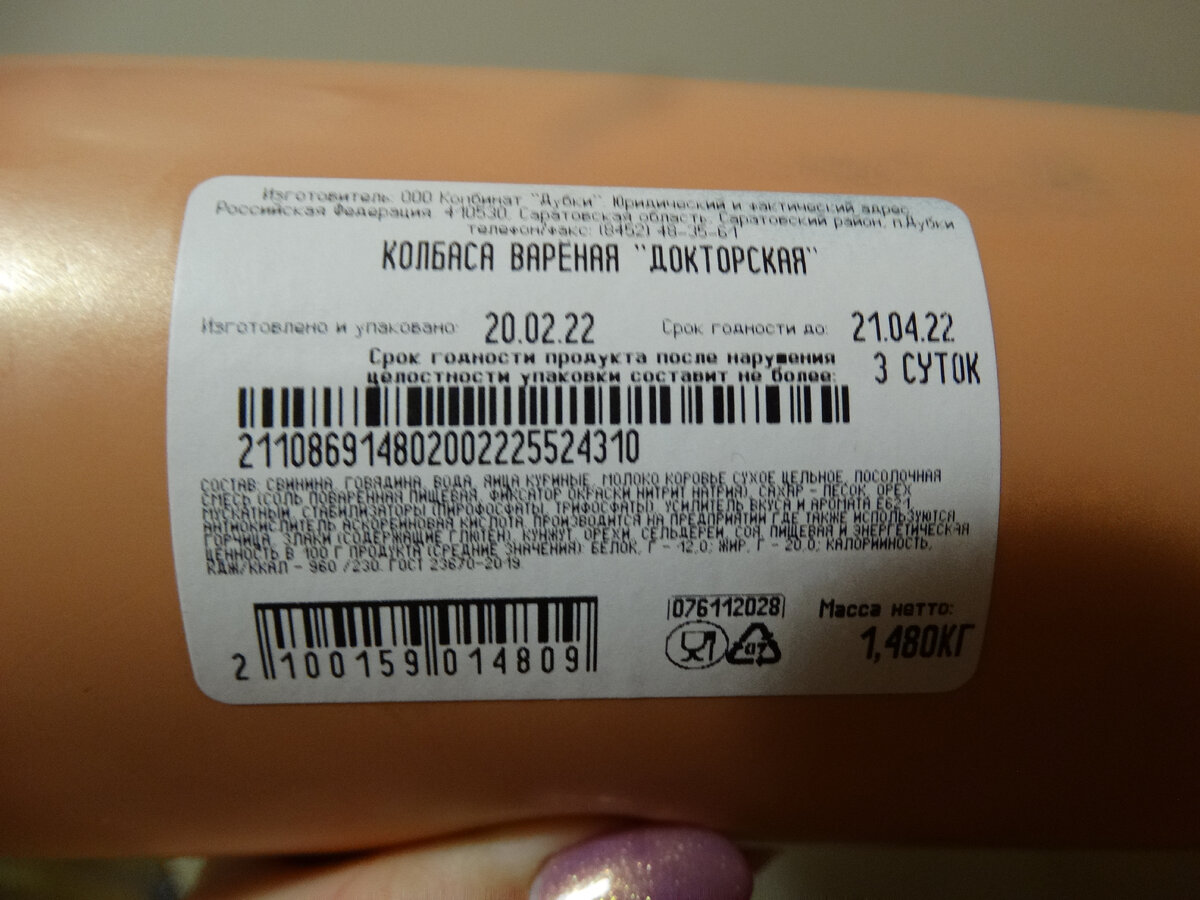 Изготовитель: ООО Комбинат "Дубки". Юридический и фактический адрес:
Российская Федерация, 410530, Саратовская область, Саратовский район, п.Дубки
телефон/факс: (8452) 48-35-61
КОЛБАСА ВАРЁНАЯ "ДОКТОРСКАЯ"
Изготовлено и упаковано: 20.02.22 Срок годности до: 21.04.22
Срок годности продукта после нарушения
целостности упаковки составит не более: 3 СУТОК
211086914802002225524310
СОСТАВ: СВИНИНА, ГОВЯДИНА, ВОДА, ЯЙЦА КУРИНЫЕ, МОЛОКО КОРОВЬЕ СУХОЕ ЦЕЛЬНОЕ, ПОСОЛОЧНАЯ
СМЕСЬ (СОЛЬ ПОВАРЕННАЯ ПИЩЕВАЯ, ФИКСАТОР ОКРАСКИ НИТРИТ НАТРИЯ), САХАР - ПЕСОК, ОРЕХ
МУСКАТНЫЙ, СТАБИЛИЗАТОРЫ (ПИРОФОСФАТЫ, ТРИФОСФАТЫ), УСИЛИТЕЛЬ ВКУСА И АРОМАТА Е621,
АНТИОКИСЛИТЕЛЬ АСКОРБИНОВАЯ КИСЛОТА. ПРОИЗВОДИТСЯ НА ПРЕДПРИЯТИИ ГДЕ ТАКЖЕ ИСПОЛЬЗУЮТСЯ
ГОРЧИЦА, ЗЛАКИ (СОДЕРЖАЩИЕ ГЛЮТЕН), КУНЖУТ, ОРЕХИ, СЕЛЬДЕРЕЙ, СОЯ. ПИЩЕВАЯ И ЭНЕРГЕТИЧЕСКАЯ
ЦЕННОСТЬ В 100 Г ПРОДУКТА (СРЕДНИЕ ЗНАЧЕНИЯ): БЕЛОК, Г - 12,0; ЖИР, Г - 20,0; КАЛОРИЙНОСТЬ,
КДЖ/ККАЛ - 960 /230. ГОСТ 23670-2019
076112028 Масса нетто:
1,480КГ
2 100159 014809